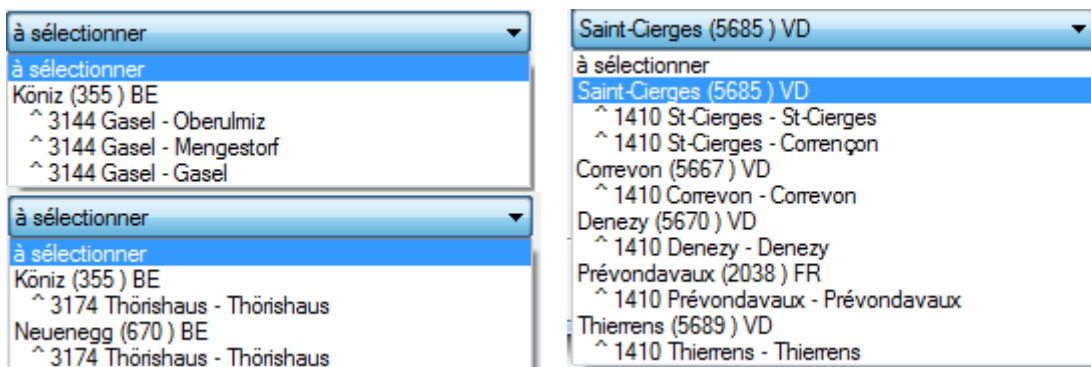 à sélectionner
à sélectionner
Köniz (355 ) BE
^ 3144 Gasel - Oberulmiz
^ 3144 Gasel - Mengestorf
^ 3144 Gasel - Gasel
à sélectionner
à sélectionner
Köniz (355 ) BE
^ 3174 Thörishaus - Thörishaus
Neuenegg (670 ) BE
^ 3174 Thörishaus - Thörishaus
Saint-Cierges (5685 ) VD
à sélectionner
Saint-Cierges (5685 ) VD
^ 1410 St-Cierges - St-Cierges
^ 1410 St-Cierges - Corrençon
Correvon (5667 ) VD
^ 1410 Correvon - Correvon
Denezy (5670 ) VD
^ 1410 Denezy - Denezy
Prévondavaux (2038 ) FR
^ 1410 Prévondavaux - Prévondavaux
Thierrens (5689 ) VD
^ 1410 Thierrens - Thierrens